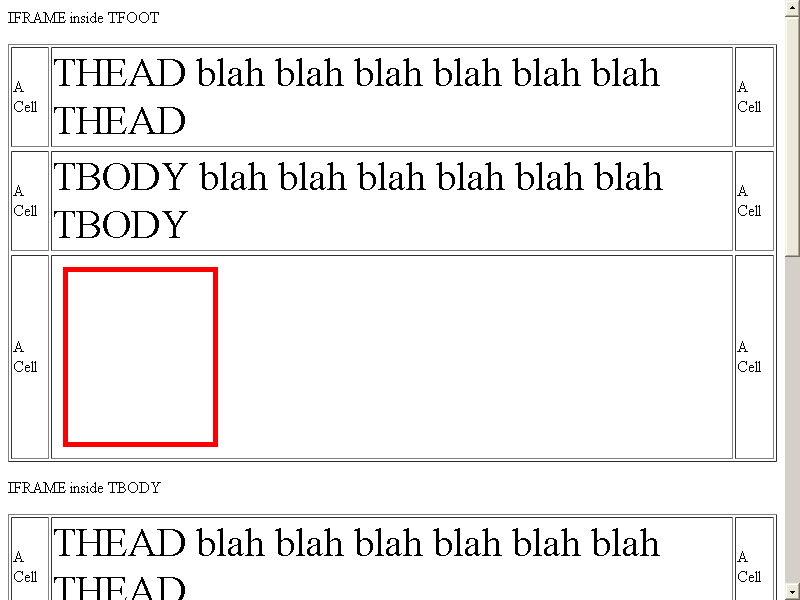 IFRAME inside TFOOT
A Cell
THEAD blah blah blah blah blah blah
THEAD
A Cell
A Cell
TBODY blah blah blah blah blah blah
TBODY
A Cell
A Cell
A Cell
IFRAME inside TBODY
A Cell
THEAD blah blah blah blah blah blah
THEAD
A Cell